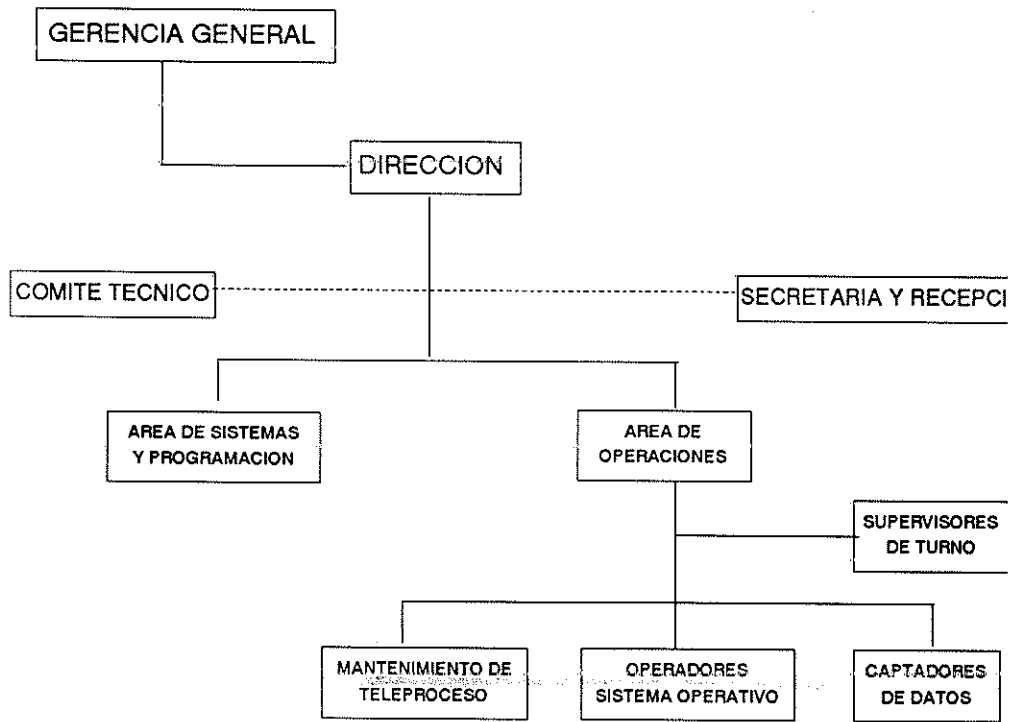 GERENCIA GENERAL
DIRECCION
COMITE TECNICO
SECRETARIA Y RECEPCI
AREA DE SISTEMAS
Y PROGRAMACION
AREA DE
OPERACIONES
SUPERVISORES
DE TURNO
MANTENIMIENTO DE
TELEPROCESO
OPERADORES
SISTEMA OPERATIVO
CAPTADORES
DE DATOS